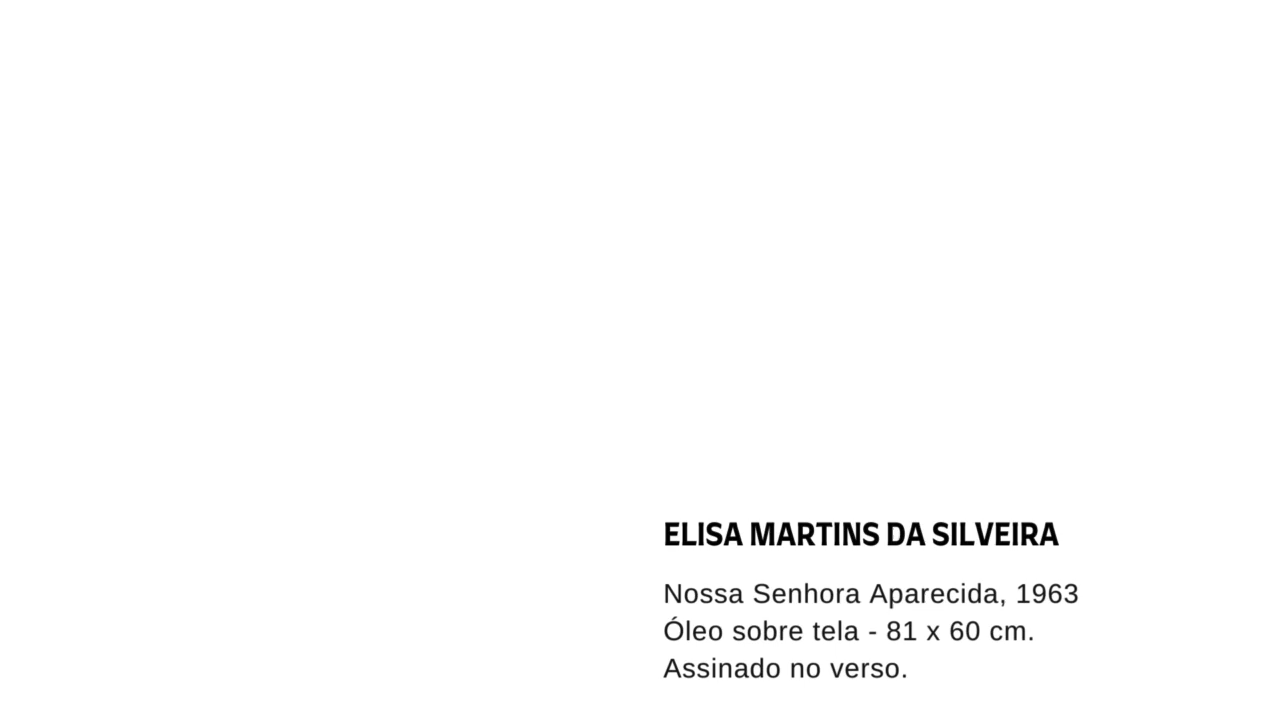 ELISA MARTINS DA SILVEIRA
Nossa Senhora Aparecida, 1963
Óleo sobre tela - 81 x 60 cm.
Assinado no verso.